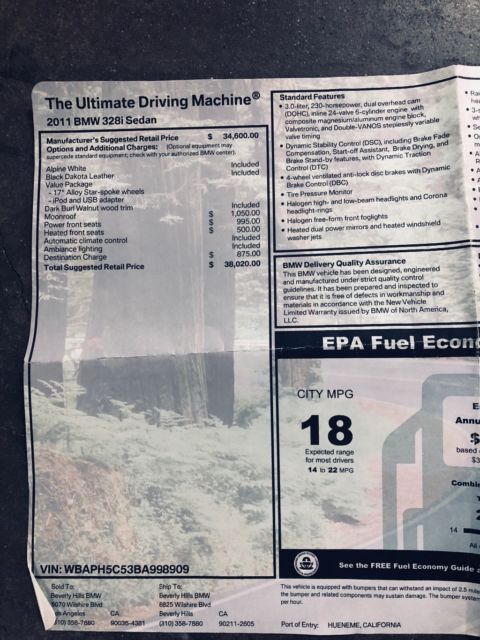 The Ultimate Driving Machine®
2011 BMW 328i Sedan
Manufacturer's Suggested Retail Price $ 34,600.00
Options and Additional Charges: (Optional equipment may
supercede standard equipment; check with your authorized BMW center).
Alpine White Included
Black Dakota Leather Included
Value Package
- 17" Alloy Star-spoke wheels
- iPod and USB adapter
Dark Burl Walnut wood trim Included
Moonroof $ 1,050.00
Power front seats $ 995.00
Heated front seats $ 500.00
Automatic climate control Included
Ambiance lighting Included
Destination Charge $ 875.00
Total Suggested Retail Price $ 38,020.00
VIN: WBAPH5C53BA998909
Sold To:
Beverly Hills BMW
5070 Wilshire Blvd
Los Angeles CA
(310) 358-7880 90036-4381
Ship To:
Beverly Hills BMW
8825 Wilshire Blvd
Beverly Hills CA
(310) 358-7880 90211-2605
Standard Features
• 3.0-liter, 230-horsepower, dual overhead cam
(DOHC), inline 24-valve 6-cylinder engine with
composite magnesium/aluminum engine block,
Valvetronic, and Double-VANOS steplessly variable
valve timing
• Dynamic Stability Control (DSC), including Brake Fade
Compensation, Start-off Assistant, Brake Drying, and
Brake Stand-by features, with Dynamic Traction
Control (DTC)
• 4-wheel ventilated anti-lock disc brakes with Dynamic
Brake Control (DBC)
• Tire Pressure Monitor
• Halogen high- and low-beam headlights and Corona
headlight-rings
• Halogen free-form front foglights
• Heated dual power mirrors and heated windshield
washer jets
BMW Delivery Quality Assurance
This BMW vehicle has been designed, engineered
and manufactured under strict quality control
guidelines. It has been prepared and inspected to
ensure that it is free of defects in workmanship and
materials in accordance with the New Vehicle
Limited Warranty issued by BMW of North America,
LLC.
EPA Fuel Econ
CITY MPG
18
Expected range
for most drivers
14 to 22 MPG
E
Annu
$
based
$3
Combi
14
All
See the FREE Fuel Economy Guide
This vehicle is equipped with bumpers that can withstand an impact of 2.5 mile
the bumper and related components may sustain damage. The bumper system
per hour.
Port of Entry: HUENEME, CALIFORNIA